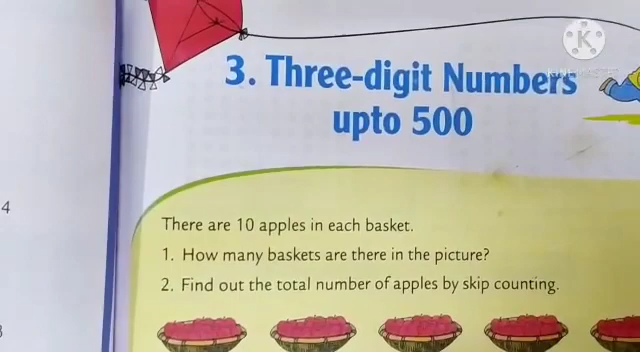 3. Three-digit Numbers
upto 500
4
There are 10 apples in each basket.
1. How many baskets are there in the picture?
2. Find out the total number of apples by skip counting.